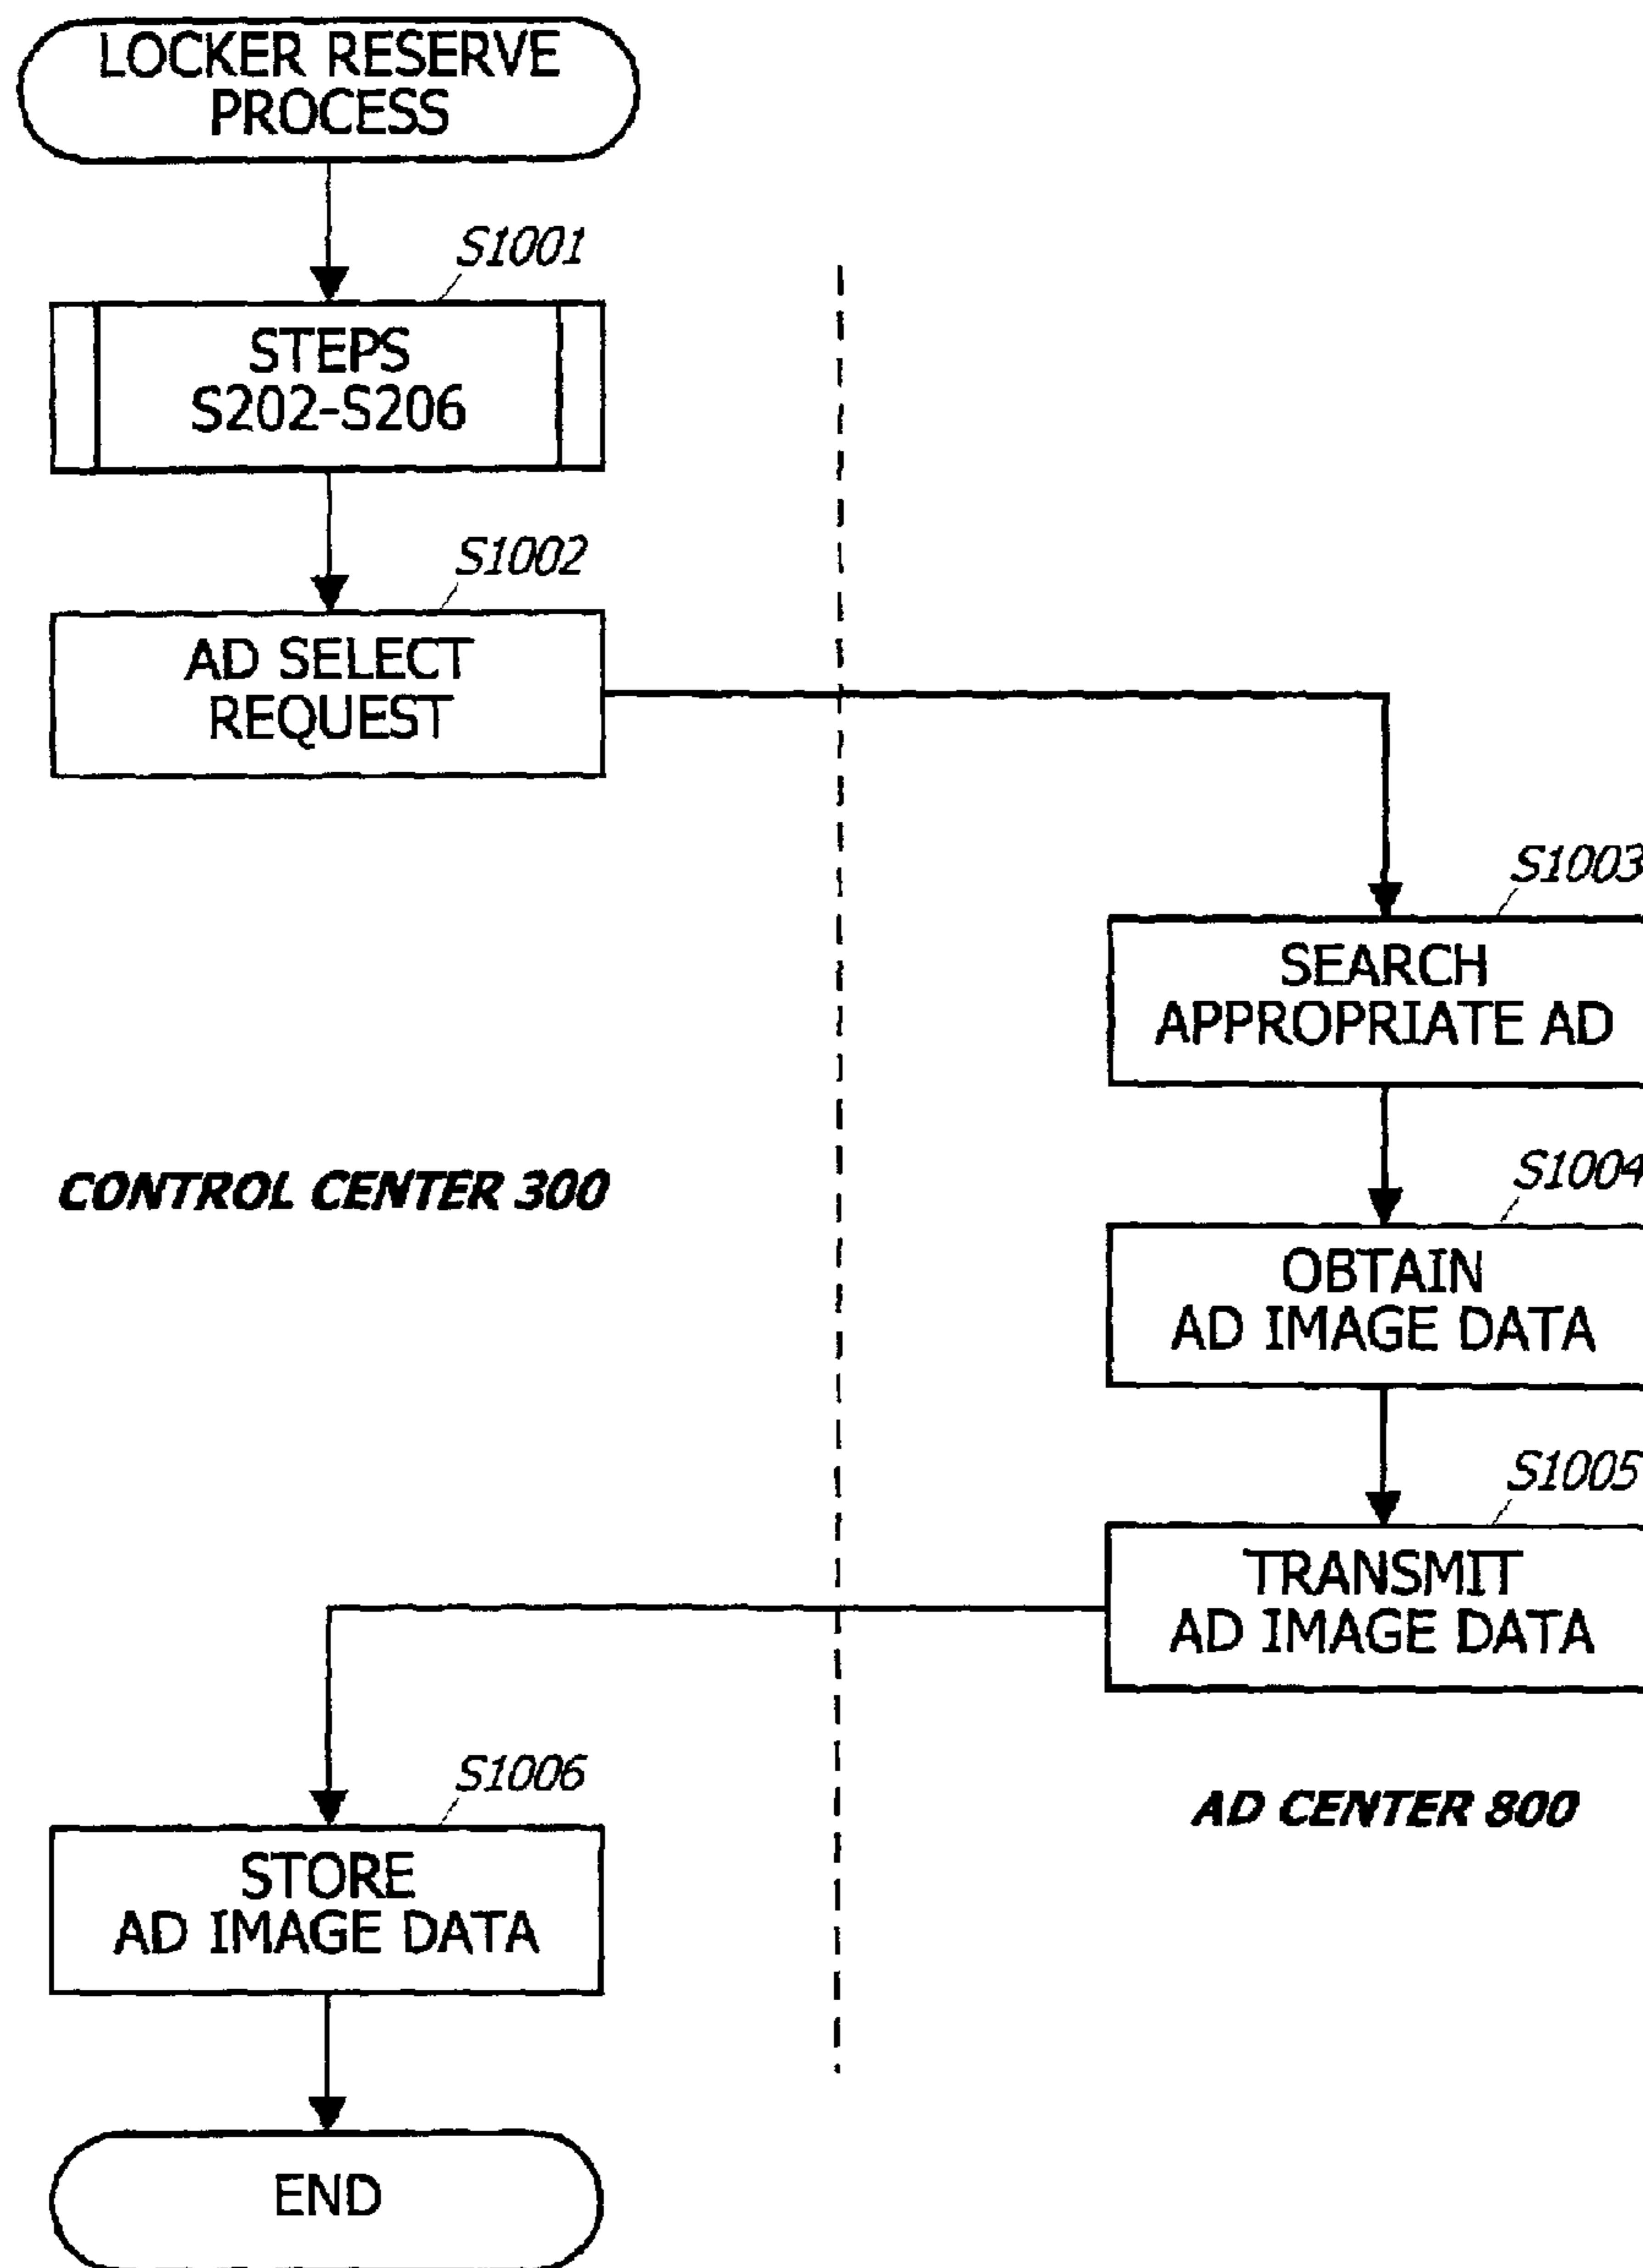 LOCKER RESERVE
PROCESS
S1001
STEPS
S202-S206
S1002
AD SELECT
REQUEST
S1003
SEARCH
APPROPRIATE AD
S1004
OBTAIN
AD IMAGE DATA
CONTROL CENTER 300
S1005
TRANSMIT
AD IMAGE DATA
AD CENTER 800
S1006
STORE
AD IMAGE DATA
END